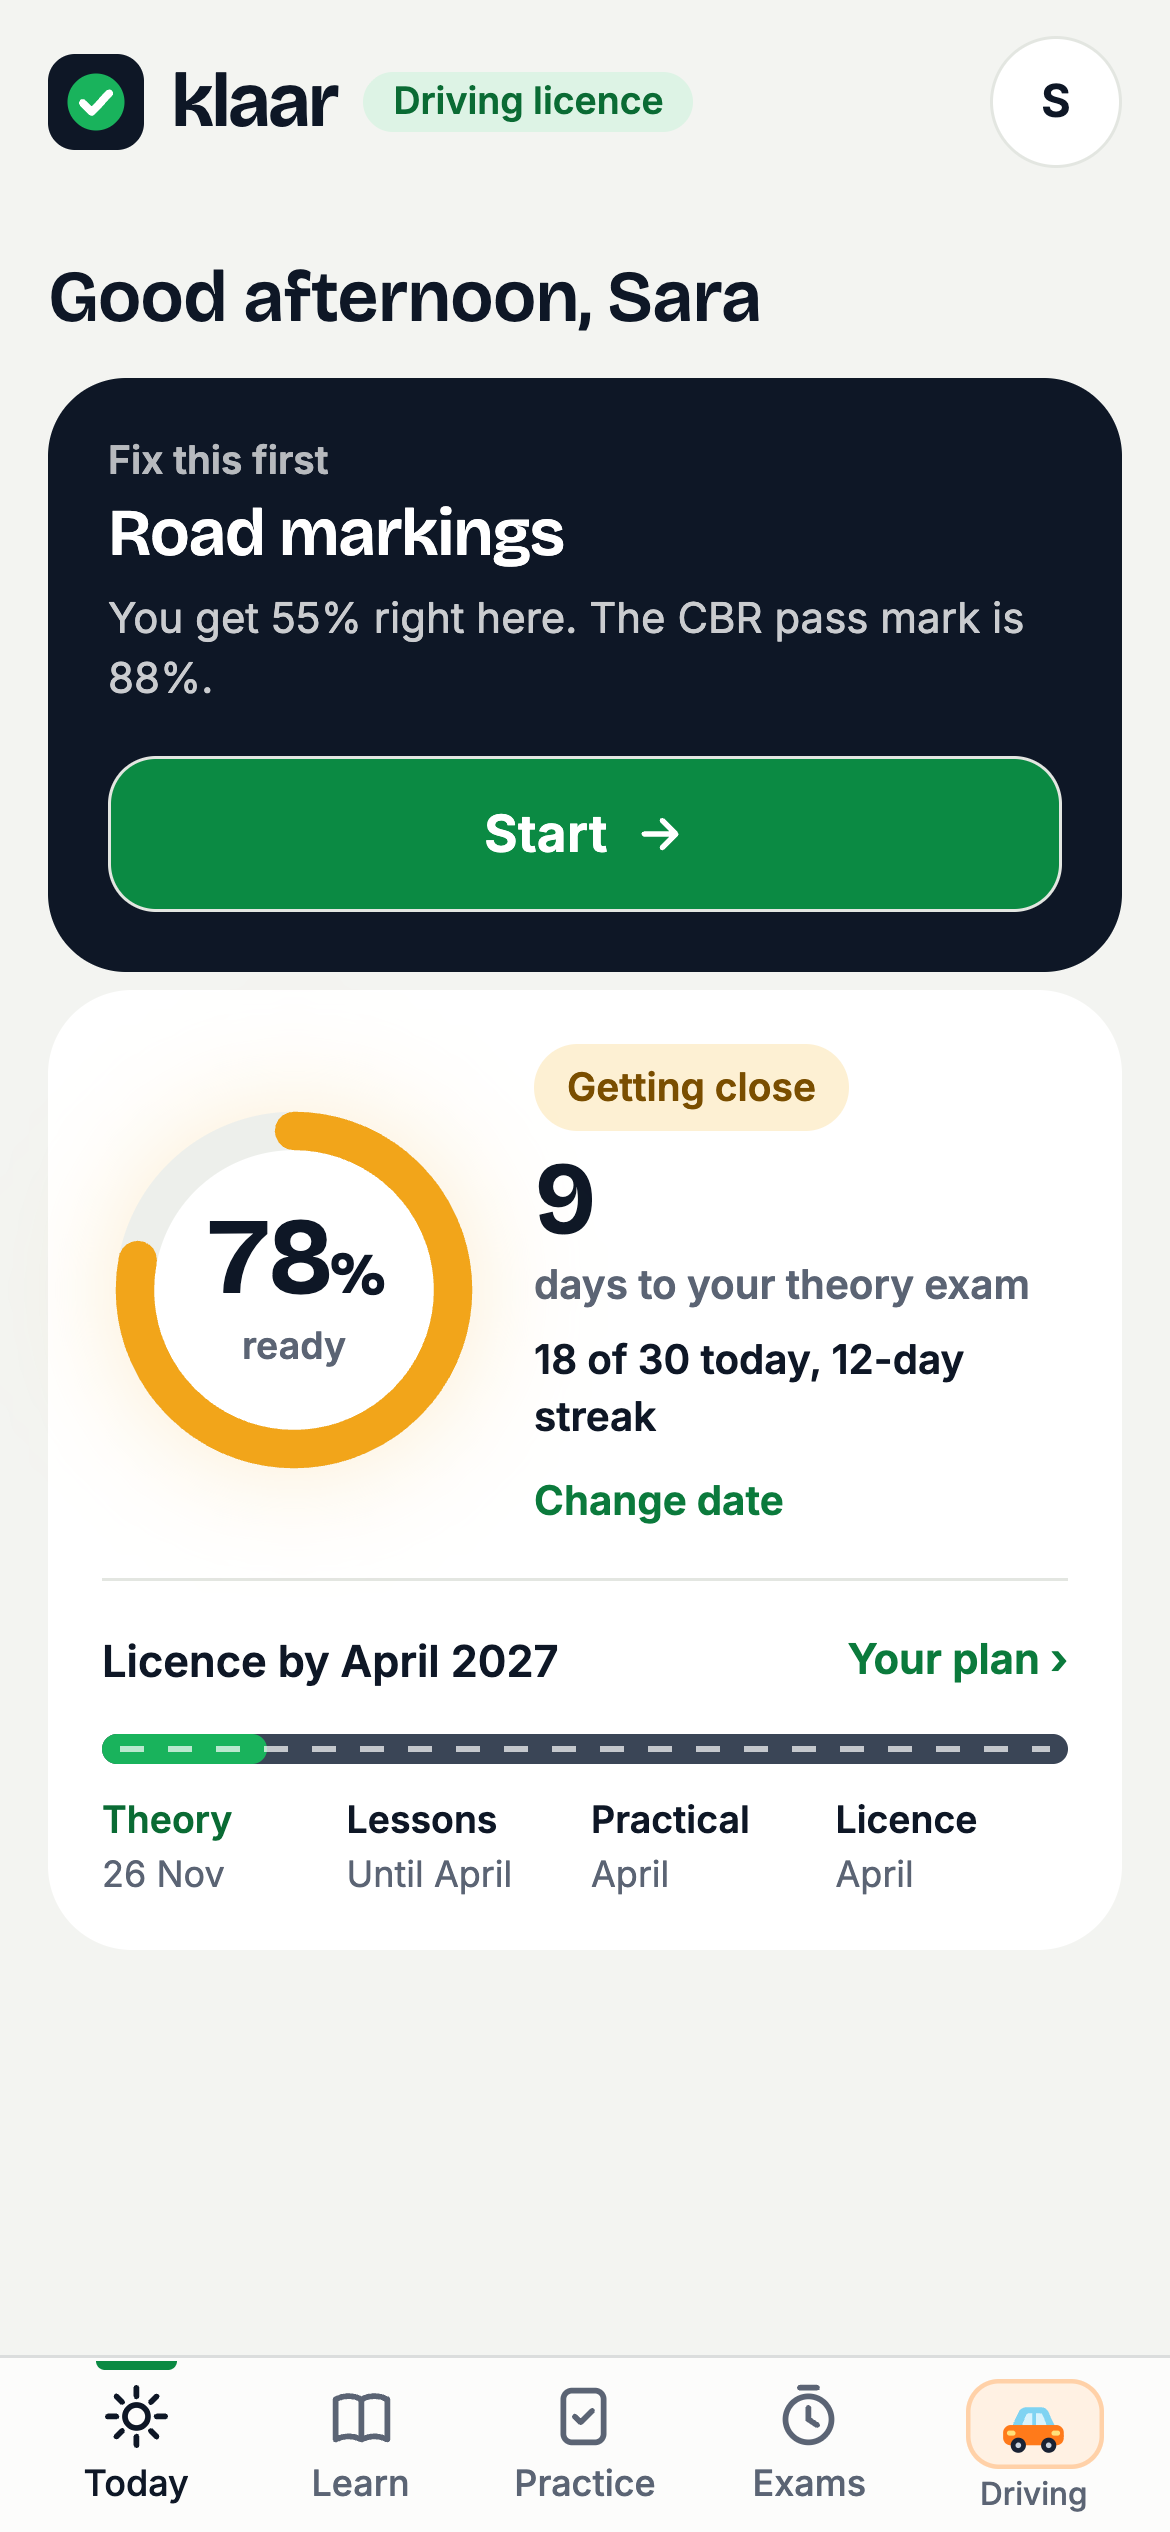 klaar
Driving licence
S
Good afternoon, Sara
Fix this first
Road markings
You get 55% right here. The CBR pass mark is
88%.
Start →
Getting close
78%
ready
9
days to your theory exam
18 of 30 today, 12-day
streak
Change date
Licence by April 2027
Your plan ›
Theory
26 Nov
Lessons
Until April
Practical
April
Licence
April
Today
Learn
Practice
Exams
Driving